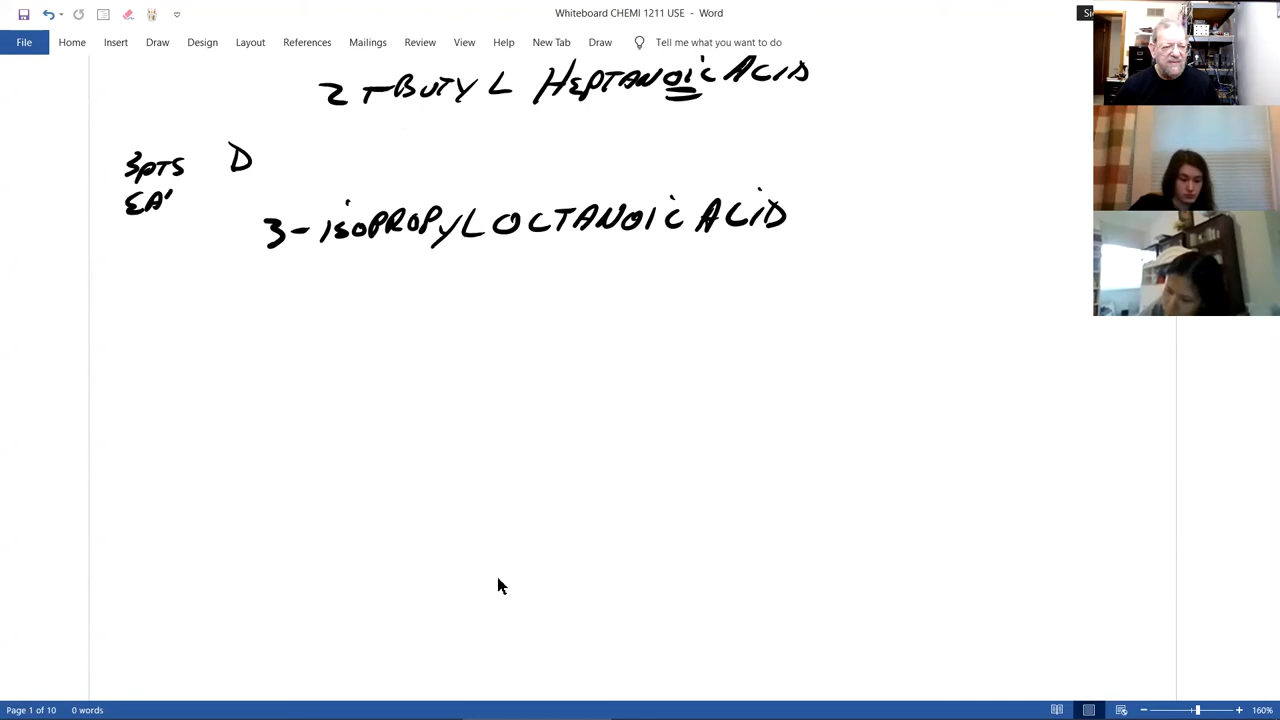 Whiteboard CHEMI 1211 USE - Word
File Home Insert Draw Design Layout References Mailings Review View Help New Tab Draw Tell me what you want to do
2 T-BUTYL HEPTANOIC ACID
3PTS D
EA'
3-ISOPROPYL OCTANOIC ACID
Page 1 of 10 0 words 160%